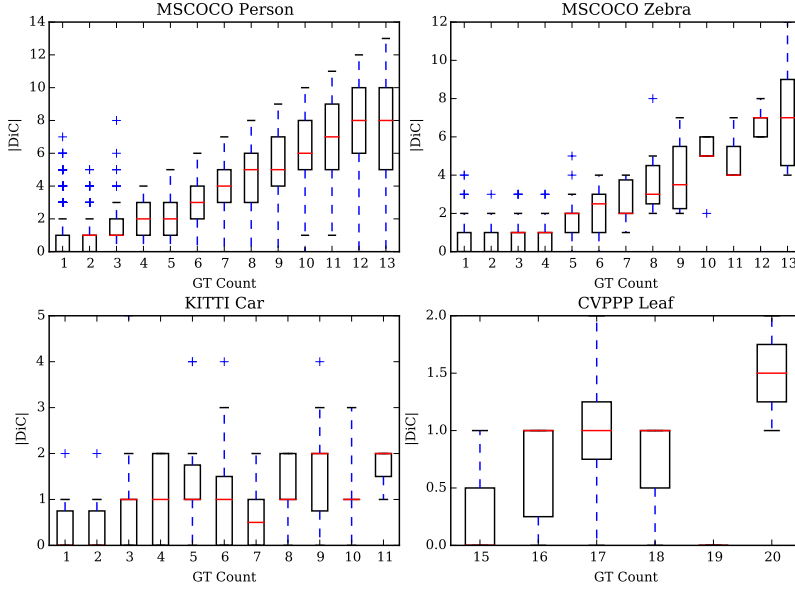 MSCOCO Person
|DiC|
14
12
10
8
6
4
2
0
1 2 3 4 5 6 7 8 9 10 11 12 13
GT Count
MSCOCO Zebra
|DiC|
12
10
8
6
4
2
0
1 2 3 4 5 6 7 8 9 10 11 12 13
GT Count
KITTI Car
|DiC|
5
4
3
2
1
0
1 2 3 4 5 6 7 8 9 10 11
GT Count
CVPPP Leaf
|DiC|
2.0
1.5
1.0
0.5
0.0
15 16 17 18 19 20
GT Count